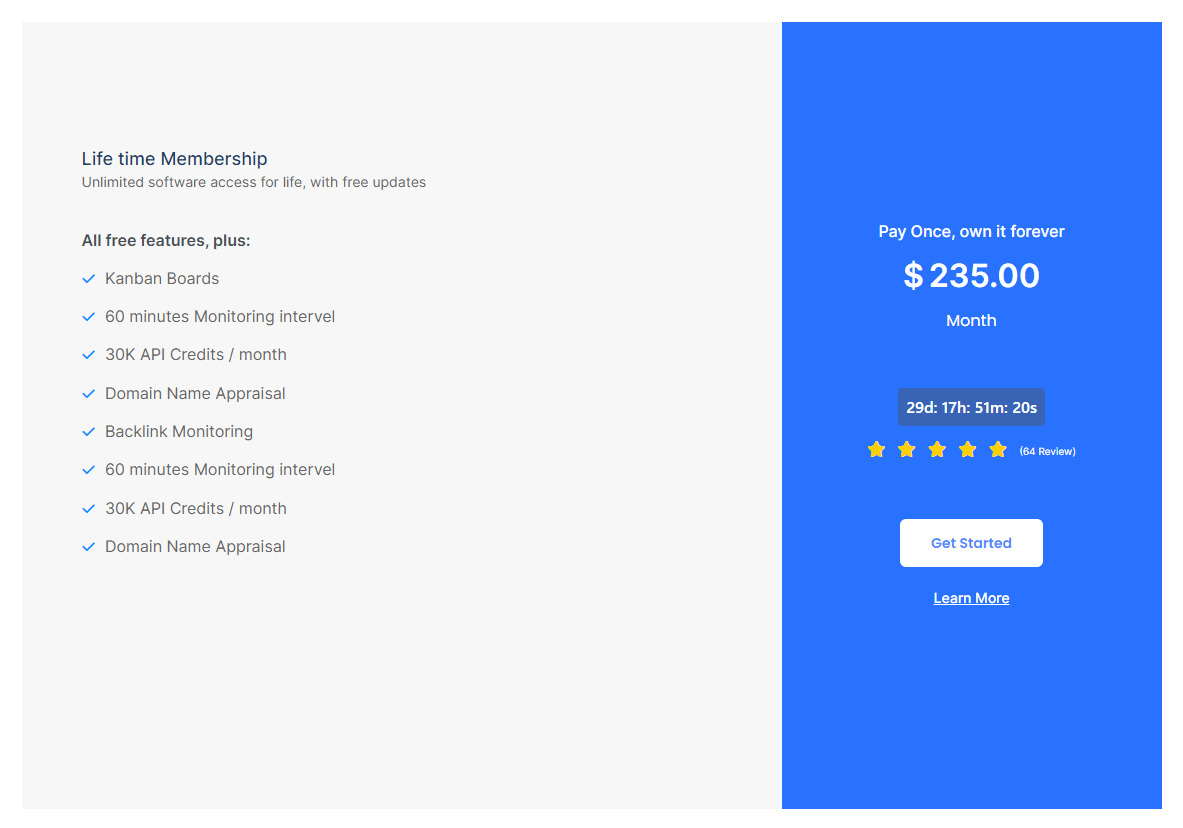 Life time Membership
Unlimited software access for life, with free updates
All free features, plus:
Kanban Boards
60 minutes Monitoring intervel
30K API Credits / month
Domain Name Appraisal
Backlink Monitoring
60 minutes Monitoring intervel
30K API Credits / month
Domain Name Appraisal
Pay Once, own it forever
$ 235.00
Month
29d: 17h: 51m: 20s
(64 Review)
Get Started
Learn More